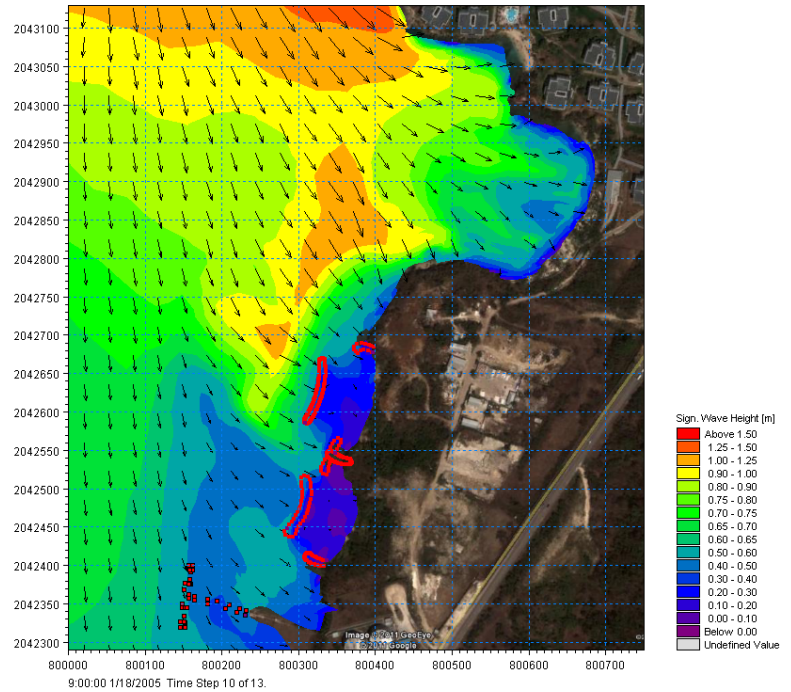 2043100
2043050
2043000
2042950
2042900
2042850
2042800
2042750
2042700
2042650
2042600
2042550
2042500
2042450
2042400
2042350
2042300
800000 800100 800200 800300 800400 800500 800600 800700
9:00:00 1/18/2005 Time Step 10 of 13.
Sign. Wave Height [m]
Above 1.50
1.25 - 1.50
1.00 - 1.25
0.90 - 1.00
0.80 - 0.90
0.75 - 0.80
0.70 - 0.75
0.65 - 0.70
0.60 - 0.65
0.50 - 0.60
0.40 - 0.50
0.30 - 0.40
0.20 - 0.30
0.10 - 0.20
0.00 - 0.10
Below 0.00
Undefined Value
Image © 2011 GeoEye
© 2011 Google